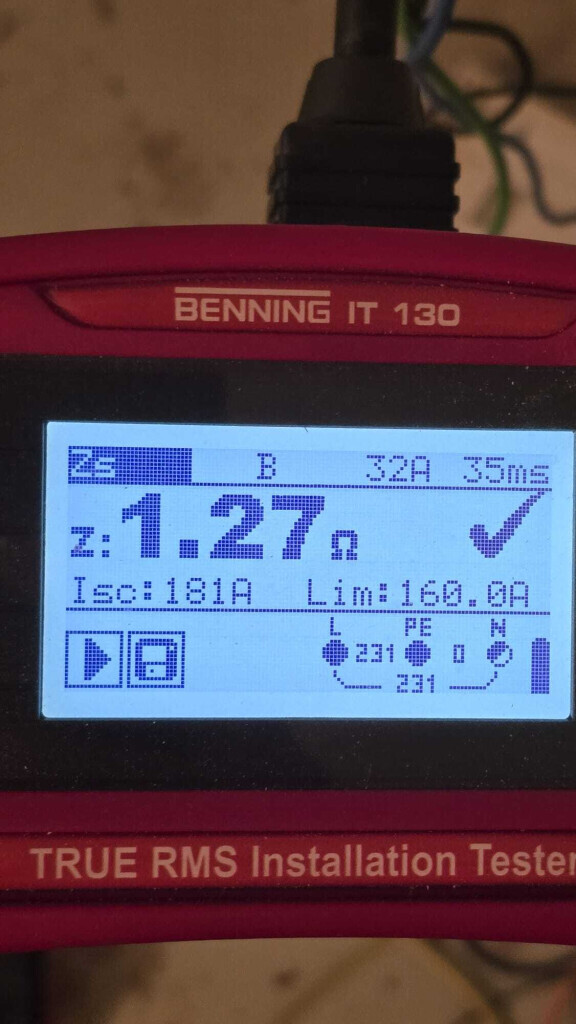 BENNING IT 130
Zs B 32A 35ms
Z: 1.27 Ω
Isc:181A Lim:160.0A
L PE N
231 0
231
TRUE RMS Installation Tester